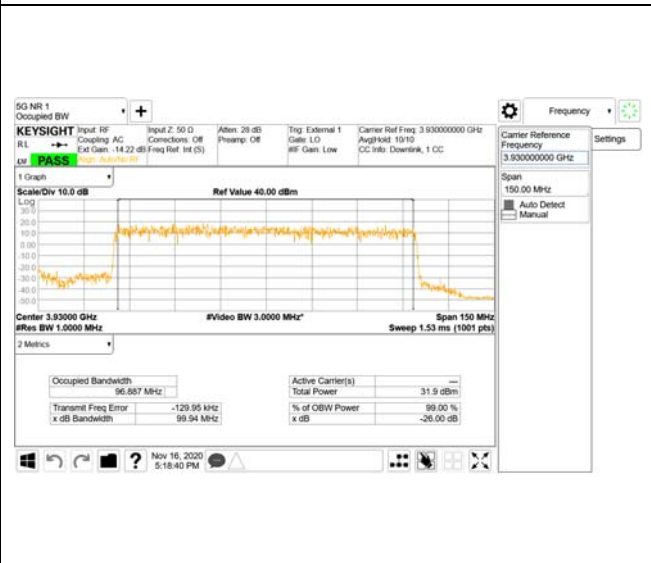 5G NR 1
Occupied BW
Frequency
KEYSIGHT
Input: RF
Input Z: 50 Ω
Atten: 28 dB
Trig: External 1
Carrier Ref Freq: 3.930000000 GHz
RL
Coupling: AC
Corrections: Off
Preamp: Off
Gate: LO
Avg|Hold: 10/10
Ext Gain: -14.22 dB
Freq Ref: Int (S)
#IF Gain: Low
CC Info: Downlink, 1 CC
PASS
Align: Auto/No RF
Carrier Reference
Frequency
3.930000000 GHz
Settings
Span
150.00 MHz
Auto Detect
Manual
1 Graph
Scale/Div 10.0 dB
Ref Value 40.00 dBm
Log
30.0
20.0
10.0
0.00
-10.0
-20.0
-30.0
-40.0
-50.0
Center 3.93000 GHz
#Video BW 3.0000 MHz*
Span 150 MHz
#Res BW 1.0000 MHz
Sweep 1.53 ms (1001 pts)
2 Metrics
Occupied Bandwidth
96.887 MHz
Active Carrier(s)
---
Total Power
31.9 dBm
Transmit Freq Error
-129.95 kHz
% of OBW Power
99.00 %
x dB Bandwidth
99.94 MHz
x dB
-26.00 dB
Nov 16, 2020
5:18:40 PM